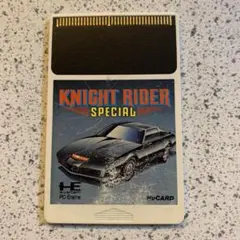 KNIGHT RIDER
SPECIAL
HE
PC Engine
HuCARD